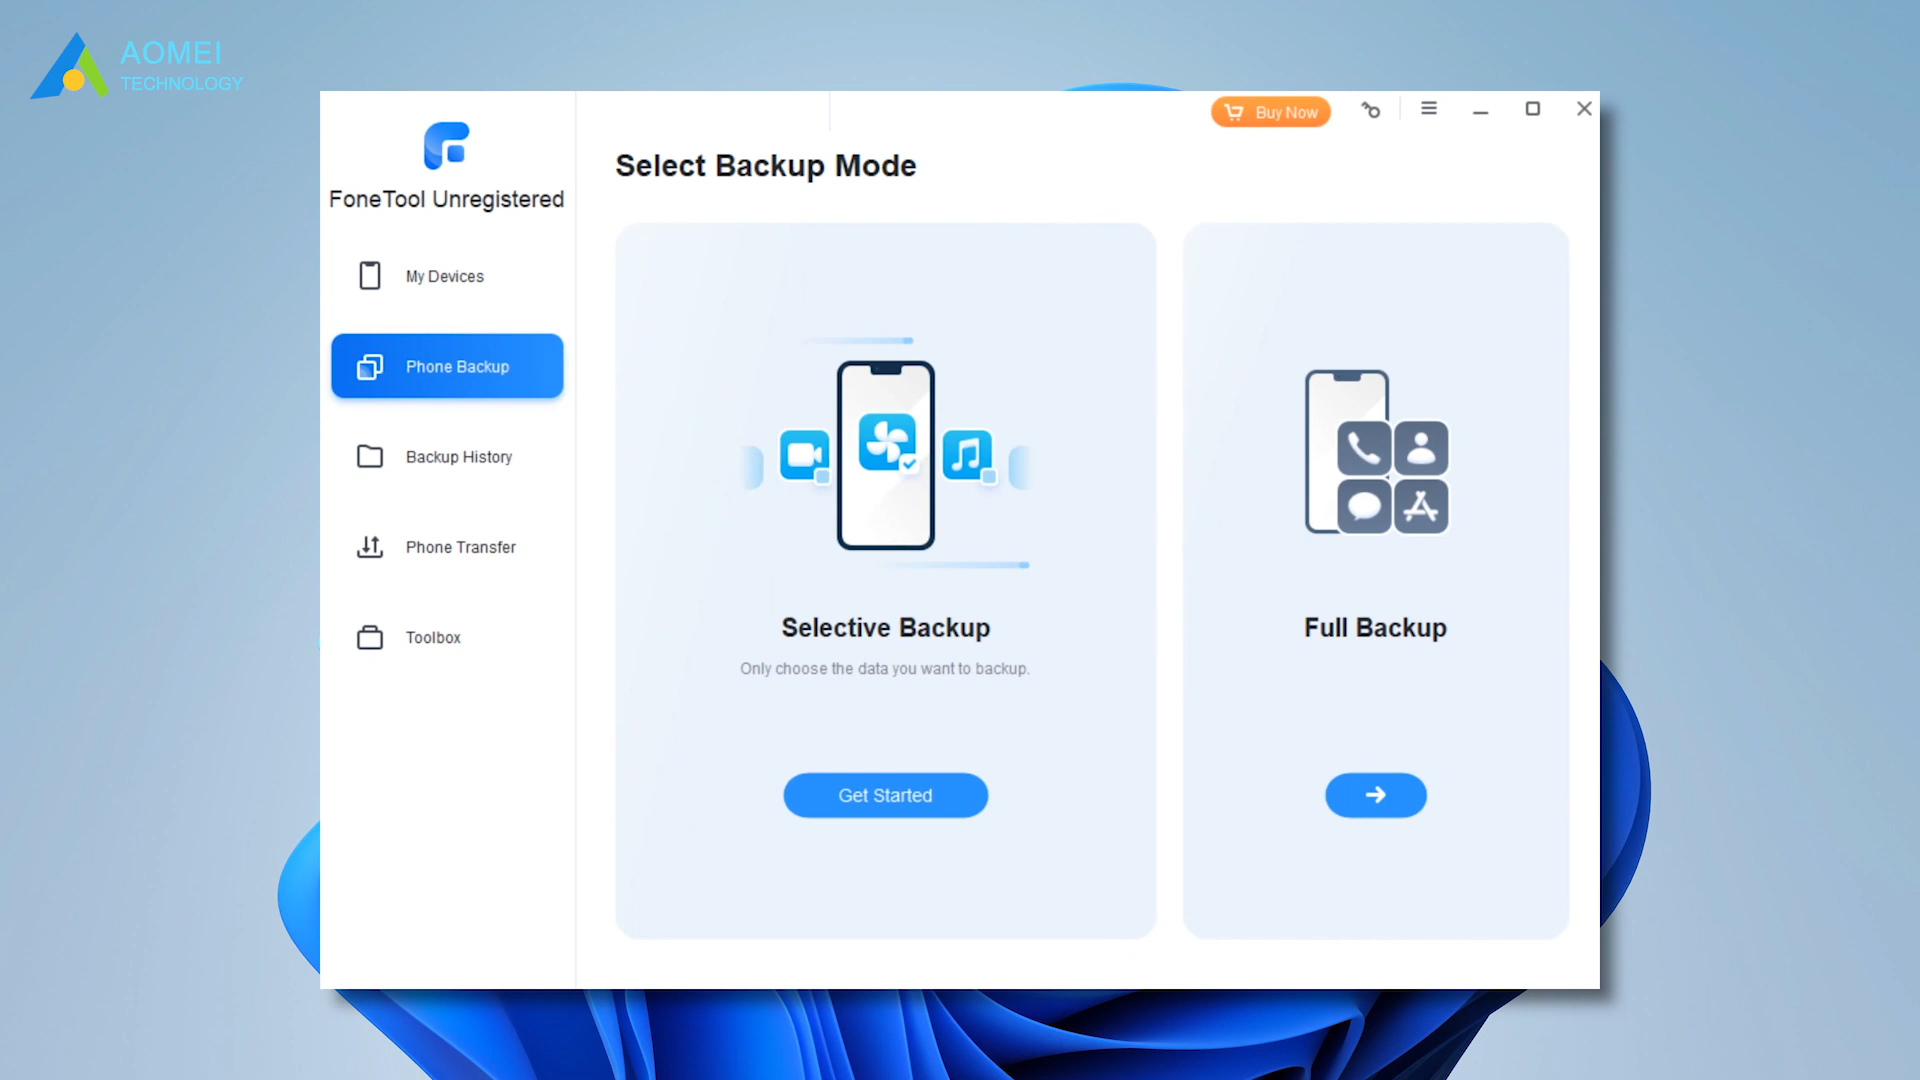 AOMEI
TECHNOLOGY
Buy Now
FoneTool Unregistered
Select Backup Mode
My Devices
Phone Backup
Backup History
Phone Transfer
Toolbox
Selective Backup
Only choose the data you want to backup.
Get Started
Full Backup